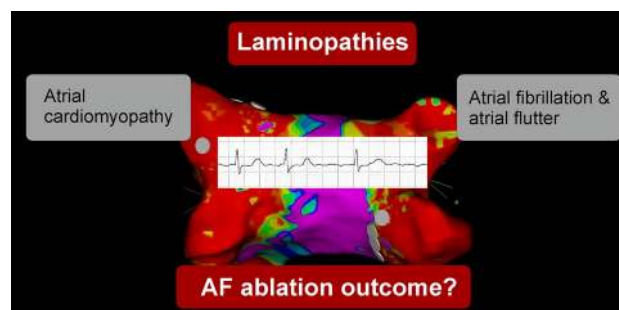 Laminopathies
Atrial
cardiomyopathy
Atrial fibrillation &
atrial flutter
AF ablation outcome?